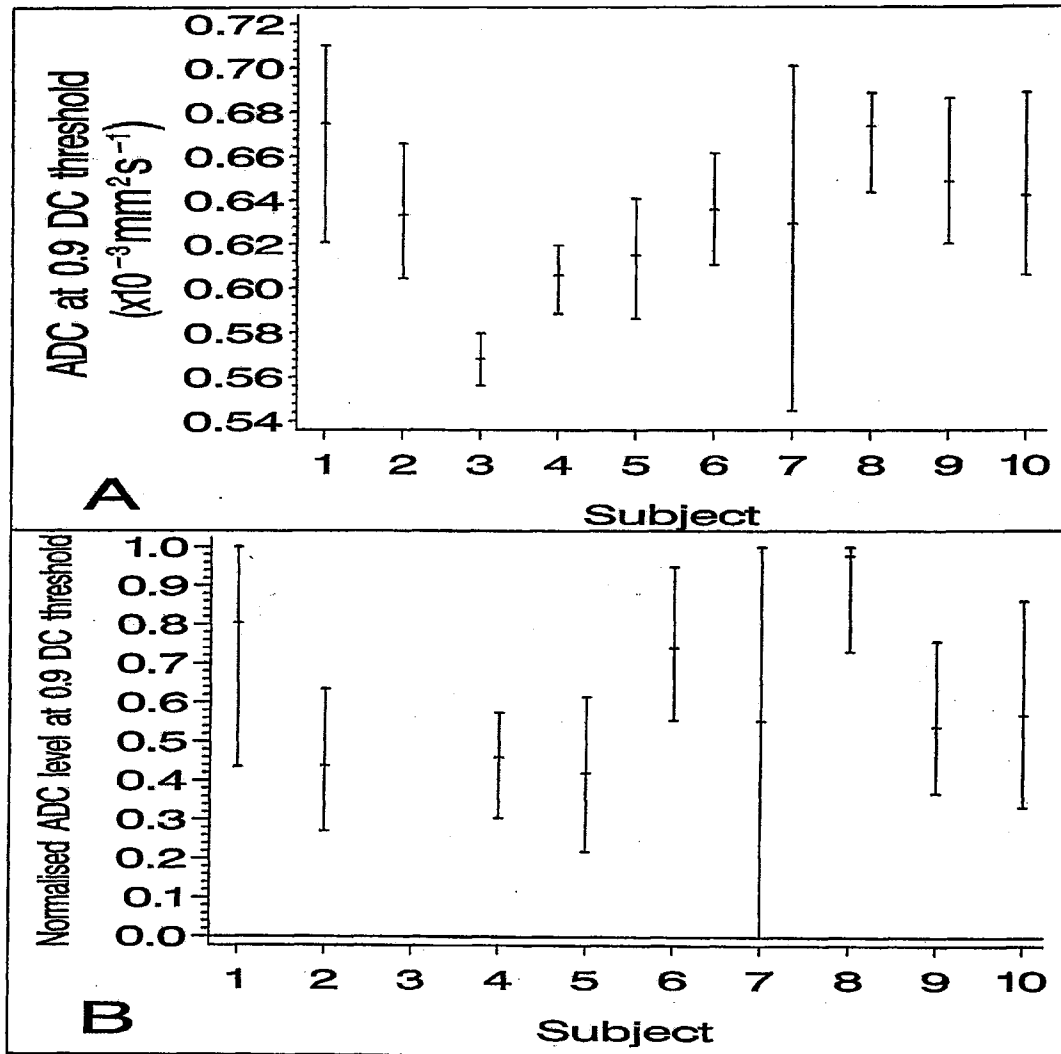 ADC at 0.9 DC threshold
(x10⁻³mm²s⁻¹)
0.72
0.70
0.68
0.66
0.64
0.62
0.60
0.58
0.56
0.54
1 2 3 4 5 6 7 8 9 10
Subject
A
Normalised ADC level at 0.9 DC threshold
1.0
0.9
0.8
0.7
0.6
0.5
0.4
0.3
0.2
0.1
0.0
1 2 3 4 5 6 7 8 9 10
Subject
B